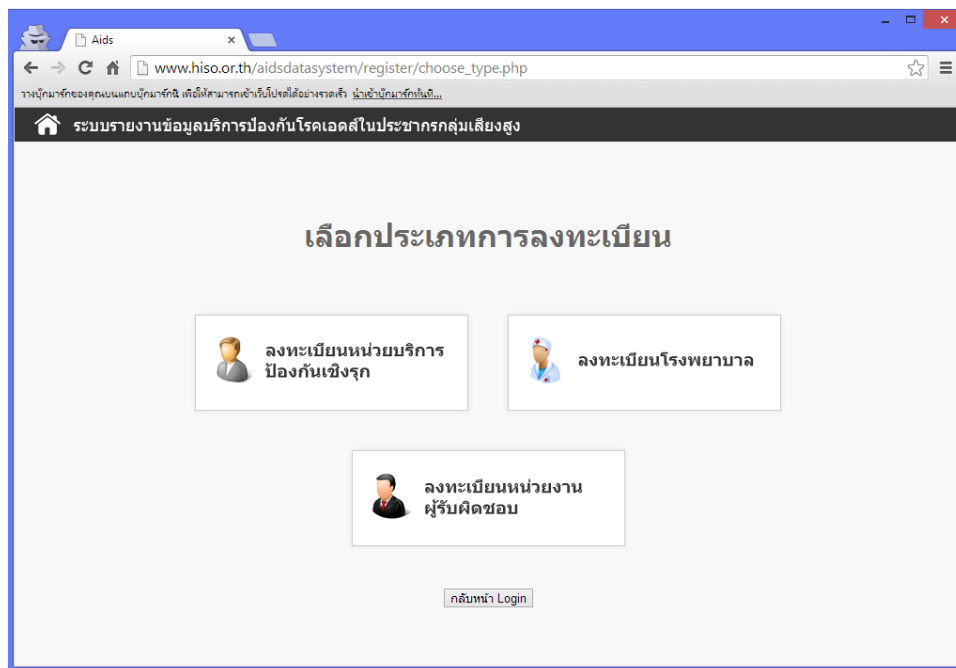 Aids
www.hiso.or.th/aidsdatasystem/register/choose_type.php
วางบุ๊กมาร์กของคุณบนแถบบุ๊กมาร์กนี้ เพื่อให้สามารถเข้าเว็บโปรดได้อย่างรวดเร็ว นำเข้าบุ๊กมาร์กทันที...
ระบบรายงานข้อมูลบริการป้องกันโรคเอดส์ในประชากรกลุ่มเสี่ยงสูง
เลือกประเภทการลงทะเบียน
ลงทะเบียนหน่วยบริการ
ป้องกันเชิงรุก
ลงทะเบียนโรงพยาบาล
ลงทะเบียนหน่วยงาน
ผู้รับผิดชอบ
กลับหน้า Login